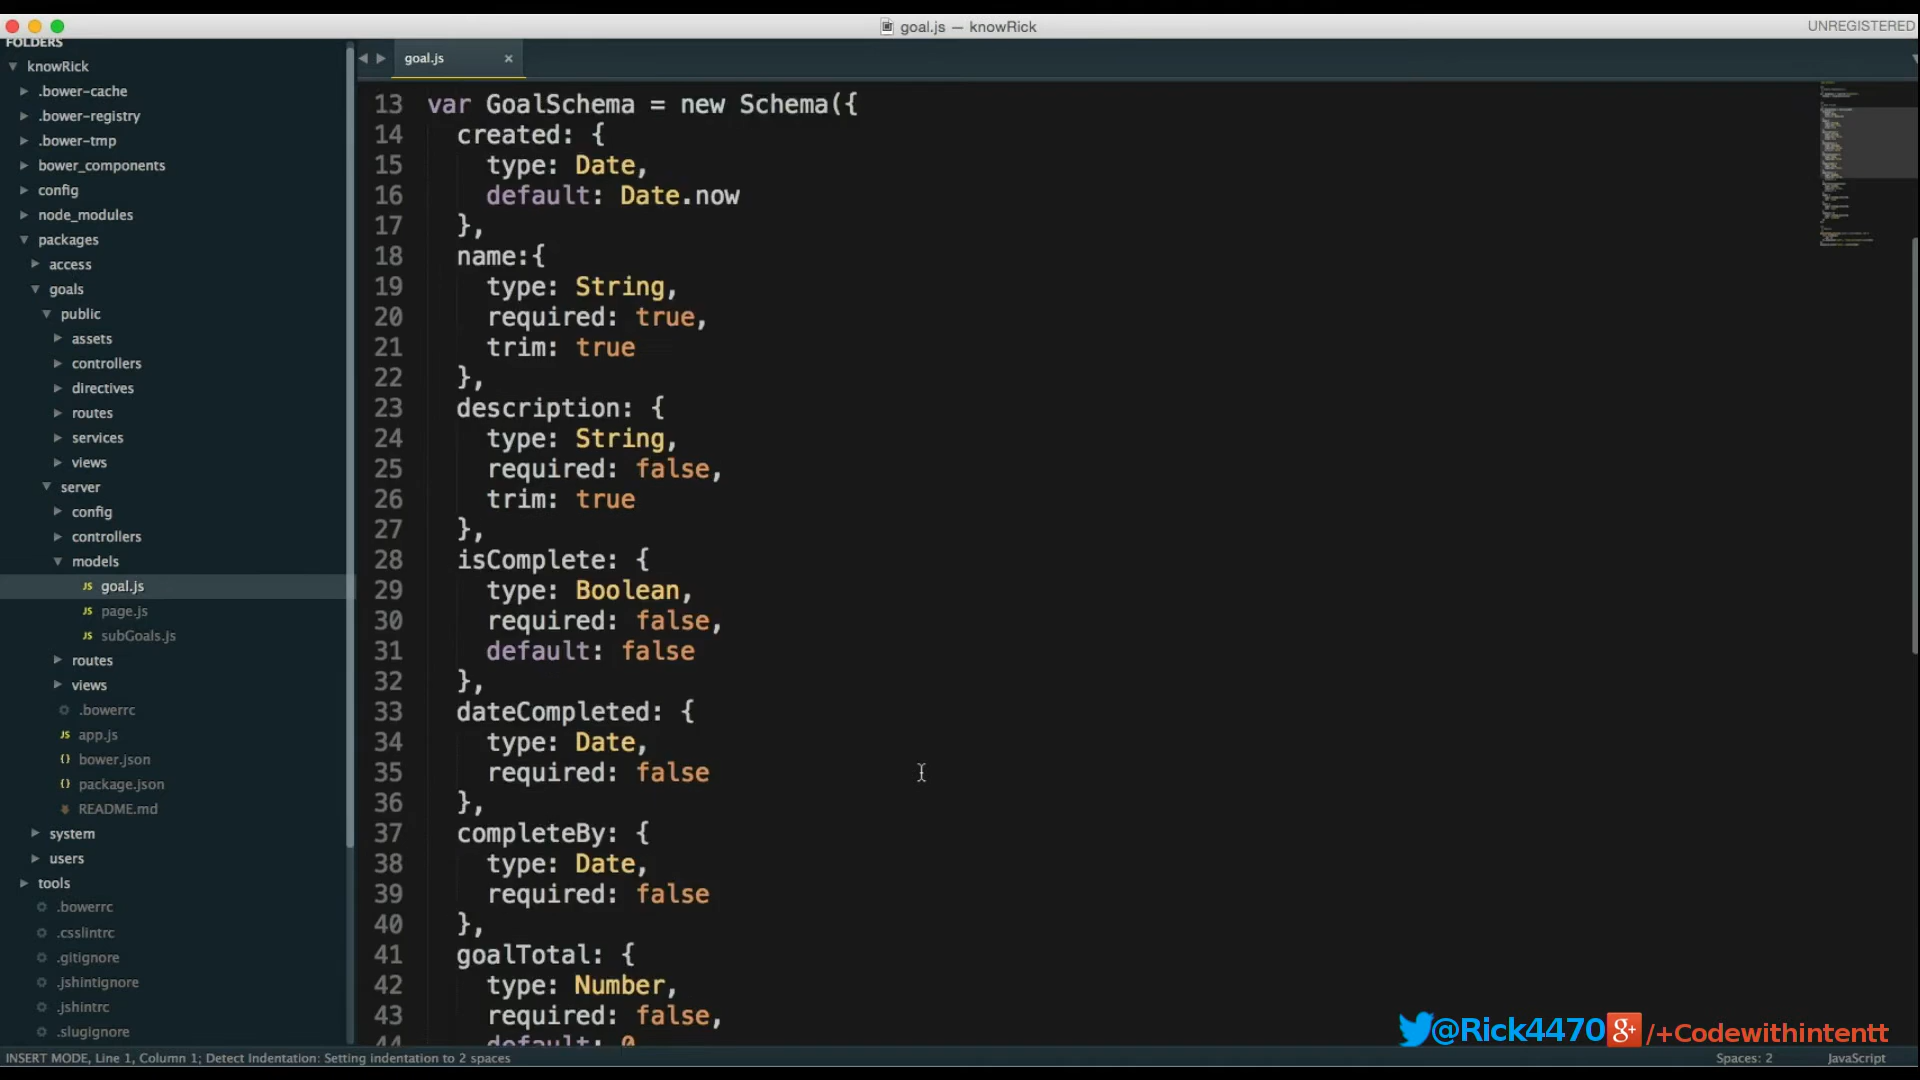 goal.js — knowRick
UNREGISTERED
FOLDERS
knowRick
.bower-cache
.bower-registry
.bower-tmp
bower_components
config
node_modules
packages
access
goals
public
assets
controllers
directives
routes
services
views
server
config
controllers
models
JS goal.js
JS page.js
JS subGoals.js
routes
views
.bowerrc
JS app.js
{} bower.json
{} package.json
README.md
system
users
tools
.bowerrc
.csslintrc
.gitignore
.jshintignore
.jshintrc
.slugignore
goal.js ×
13 var GoalSchema = new Schema({
14 created: {
15 type: Date,
16 default: Date.now
17 },
18 name:{
19 type: String,
20 required: true,
21 trim: true
22 },
23 description: {
24 type: String,
25 required: false,
26 trim: true
27 },
28 isComplete: {
29 type: Boolean,
30 required: false,
31 default: false
32 },
33 dateCompleted: {
34 type: Date,
35 required: false
36 },
37 completeBy: {
38 type: Date,
39 required: false
40 },
41 goalTotal: {
42 type: Number,
43 required: false,
44 default: 0
@Rick4470 g+ /+Codewithintentt
INSERT MODE, Line 1, Column 1; Detect Indentation: Setting indentation to 2 spaces
Spaces: 2
JavaScript